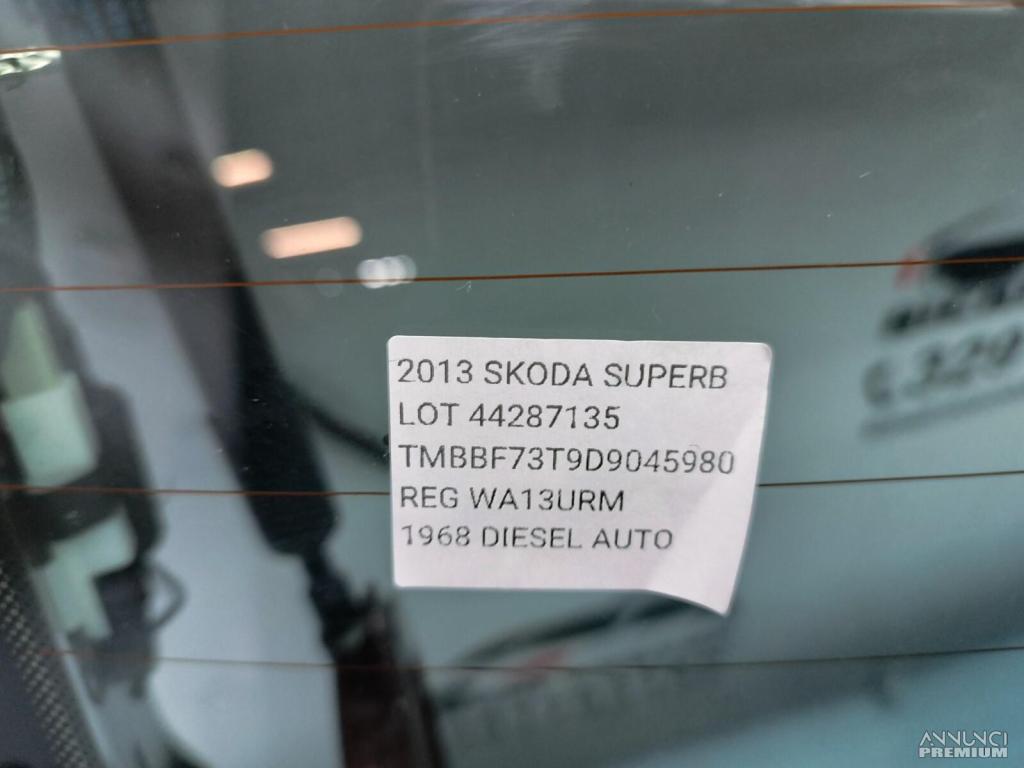 2013 SKODA SUPERB
LOT 44287135
TMBBF73T9D9045980
REG WA13URM
1968 DIESEL AUTO
ANNUNCI
PREMIUM